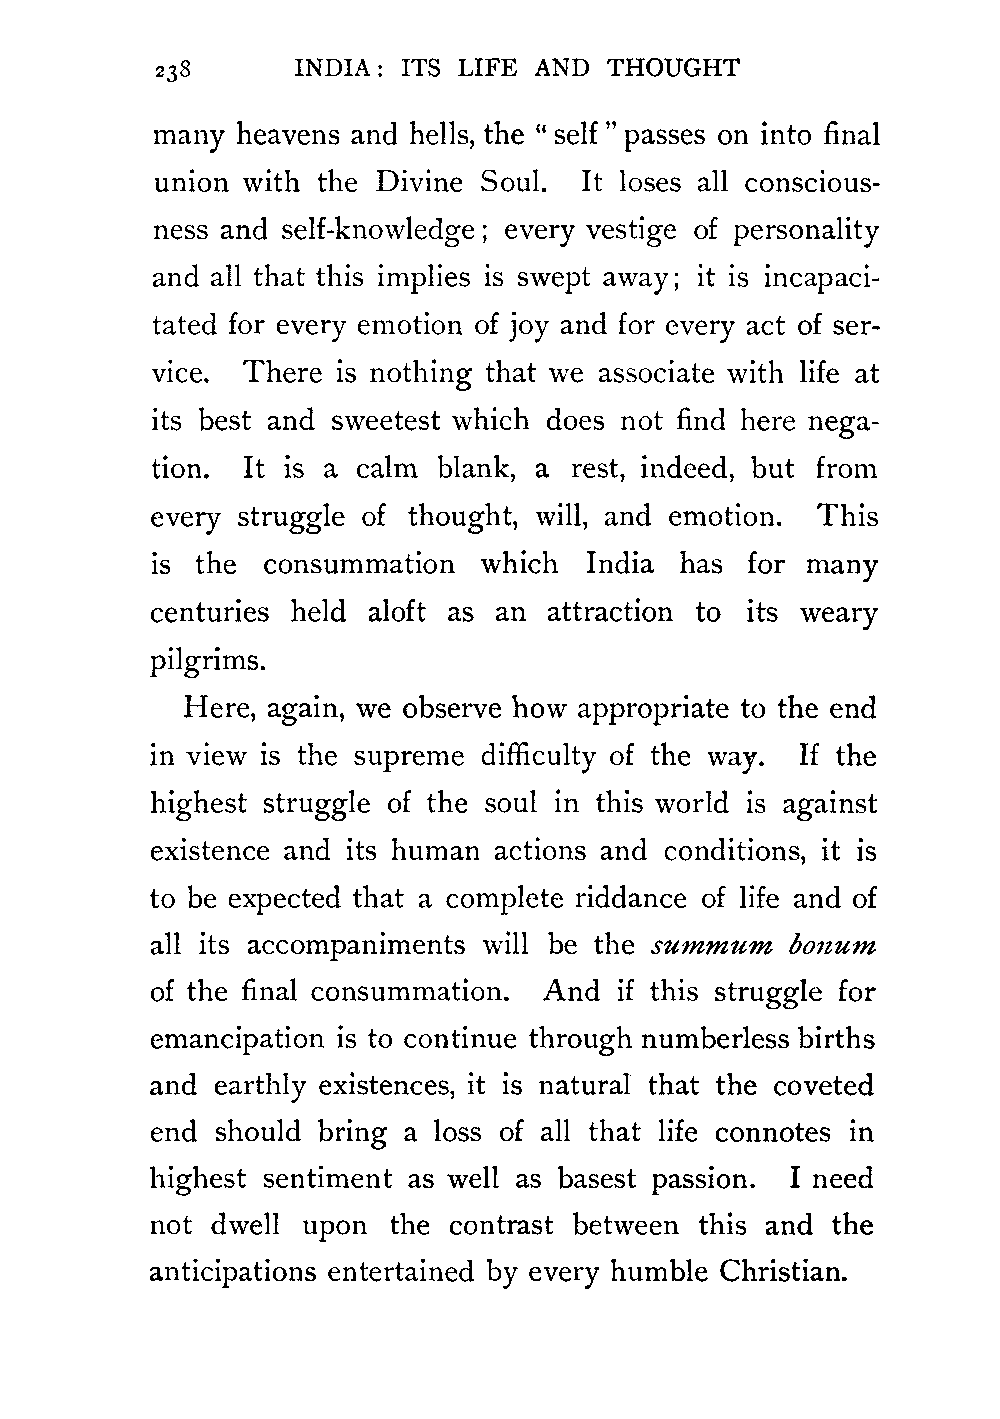 238 INDIA: ITS LIFE AND THOUGHT
many heavens and hells, the “self” passes on into final
union with the Divine Soul. It loses all conscious-
ness and self-knowledge; every vestige of personality
and all that this implies is swept away; it is incapaci-
tated for every emotion of joy and for every act of ser-
vice. There is nothing that we associate with life at
its best and sweetest which does not find here nega-
tion. It is a calm blank, a rest, indeed, but from
every struggle of thought, will, and emotion. This
is the consummation which India has for many
centuries held aloft as an attraction to its weary
pilgrims.
Here, again, we observe how appropriate to the end
in view is the supreme difficulty of the way. If the
highest struggle of the soul in this world is against
existence and its human actions and conditions, it is
to be expected that a complete riddance of life and of
all its accompaniments will be the summum bonum
of the final consummation. And if this struggle for
emancipation is to continue through numberless births
and earthly existences, it is natural that the coveted
end should bring a loss of all that life connotes in
highest sentiment as well as basest passion. I need
not dwell upon the contrast between this and the
anticipations entertained by every humble Christian.